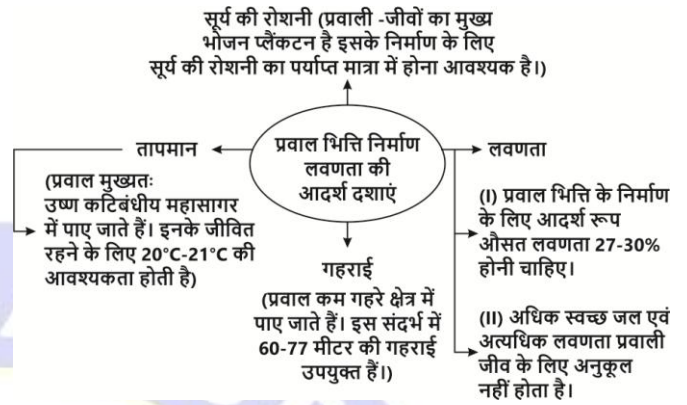 सूर्य की रोशनी (प्रवाली -जीवों का मुख्य
भोजन प्लैंकटन है इसके निर्माण के लिए
सूर्य की रोशनी का पर्याप्त मात्रा में होना आवश्यक है।)
प्रवाल भित्ति निर्माण
लवणता की
आदर्श दशाएं
तापमान
(प्रवाल मुख्यतः
उष्ण कटिबंधीय महासागर
में पाए जाते हैं। इनके जीवित
रहने के लिए 20°C-21°C की
आवश्यकता होती है)
गहराई
(प्रवाल कम गहरे क्षेत्र में
पाए जाते हैं। इस संदर्भ में
60-77 मीटर की गहराई
उपयुक्त हैं।)
लवणता
(I) प्रवाल भित्ति के निर्माण
के लिए आदर्श रूप
औसत लवणता 27-30%
होनी चाहिए।
(II) अधिक स्वच्छ जल एवं
अत्यधिक लवणता प्रवाली
जीव के लिए अनुकूल
नहीं होता है।